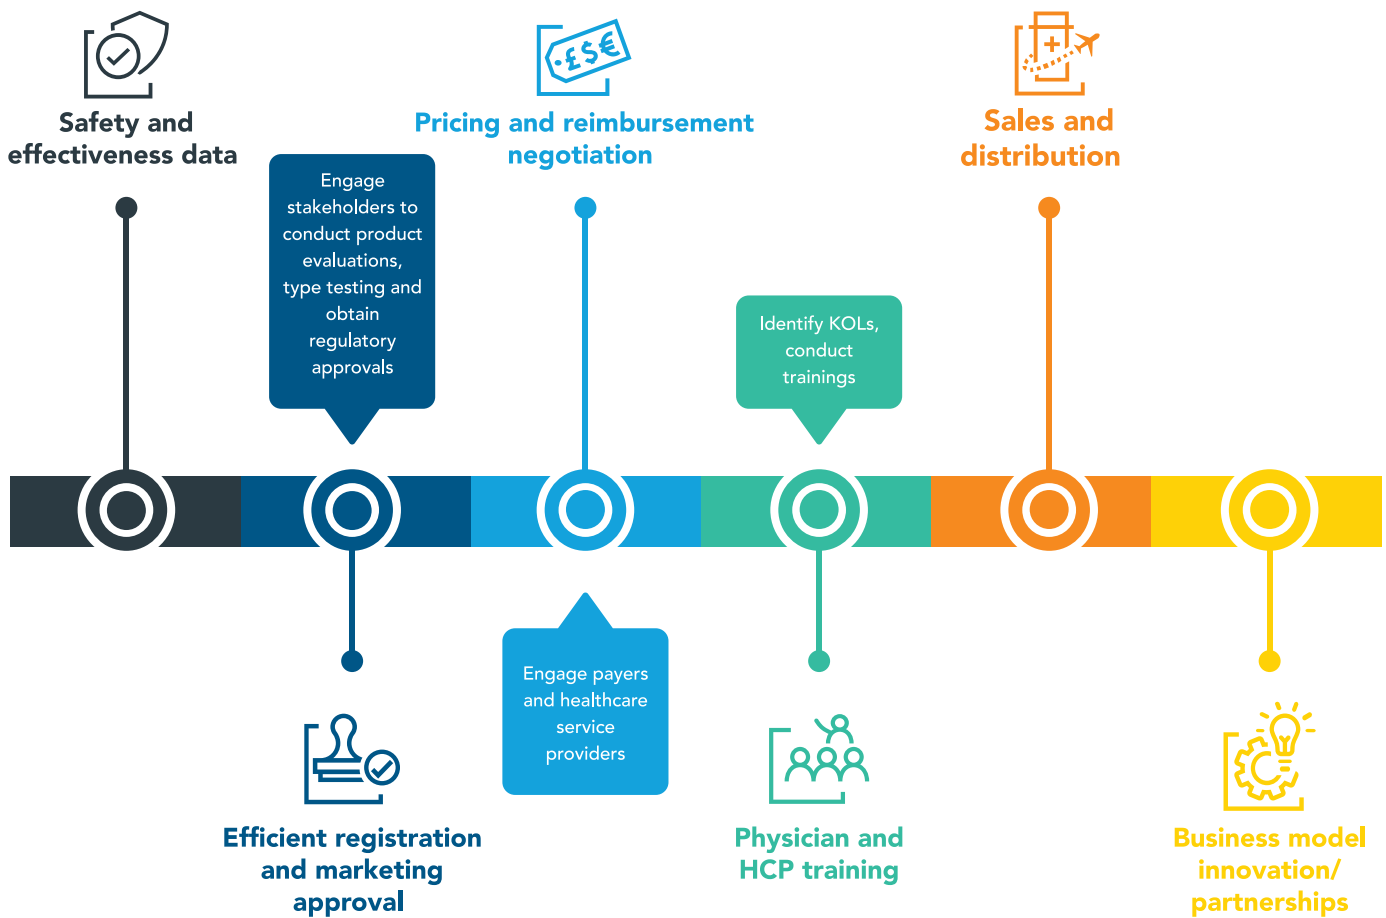 Safety and
effectiveness data
Engage
stakeholders to
conduct product
evaluations,
type testing and
obtain
regulatory
approvals
Efficient registration
and marketing
approval
£$€
Pricing and reimbursement
negotiation
Engage payers
and healthcare
service
providers
Identify KOLs,
conduct
trainings
Physician and
HCP training
Sales and
distribution
Business model
innovation/
partnerships